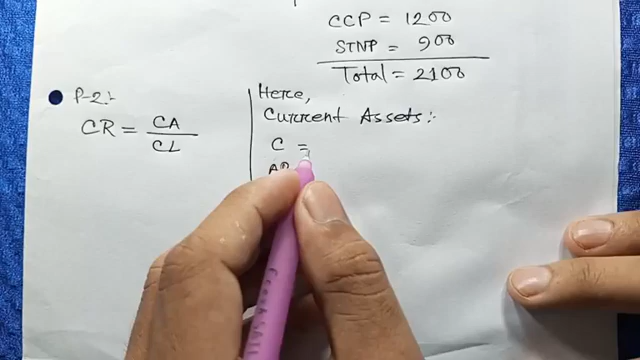 CCP = 1200
STNP = 900
Total = 2100
P-2:-
CR = CA
CL
Here,
Current Assets:-
C =